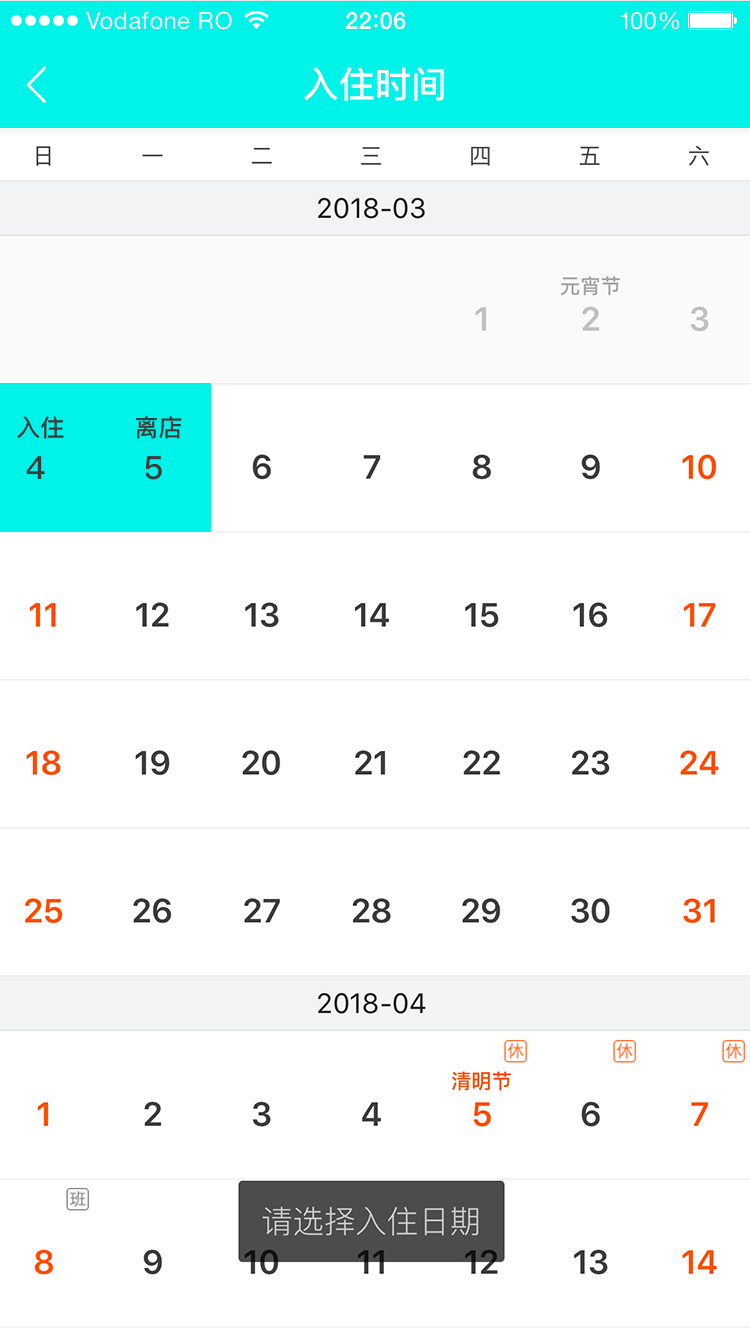 Vodafone RO 22:06 100%
入住时间
日 一 二 三 四 五 六
2018-03
元宵节
1 2 3
入住 离店
4 5 6 7 8 9 10
11 12 13 14 15 16 17
18 19 20 21 22 23 24
25 26 27 28 29 30 31
2018-04
休 休 休
清明节
1 2 3 4 5 6 7
班
请选择入住日期
8 9 10 11 12 13 14